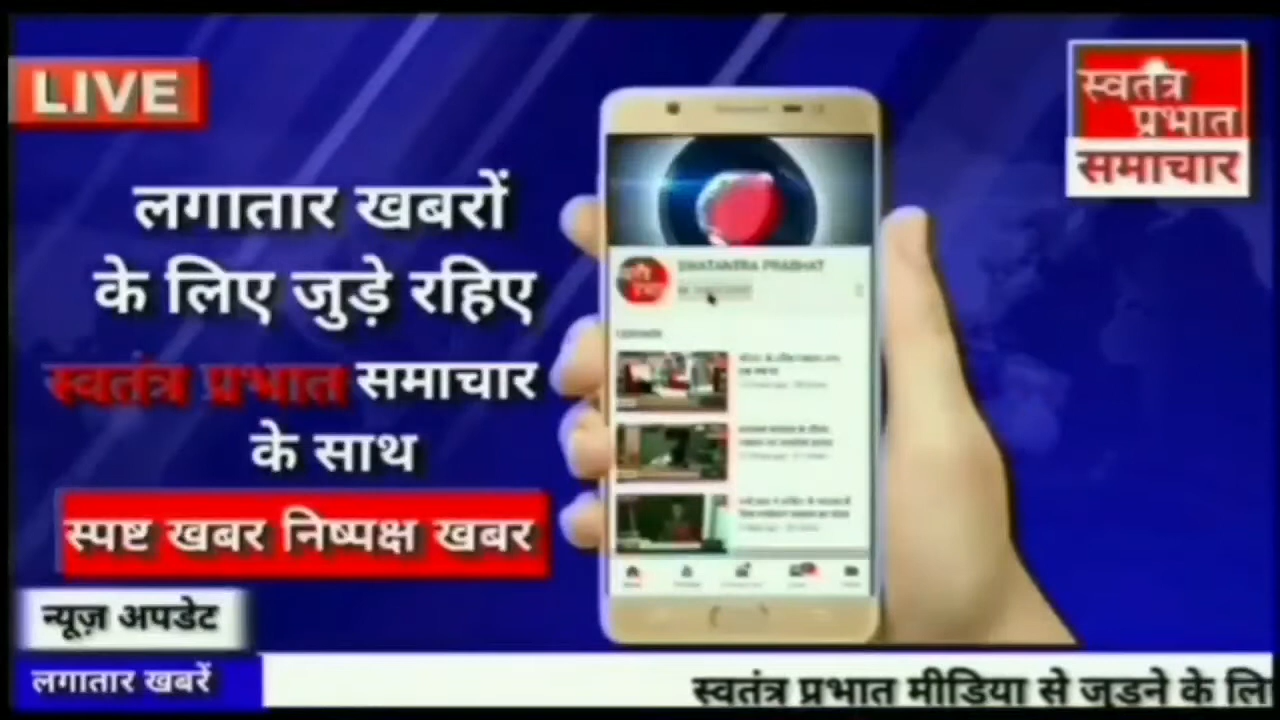 LIVE
स्वतंत्र
प्रभात
समाचार
लगातार खबरों
के लिए जुड़े रहिए
स्वतंत्र प्रभात समाचार
के साथ
स्पष्ट खबर निष्पक्ष खबर
SWATANTRA PRABHAT
न्यूज़ अपडेट
लगातार खबरें
स्वतंत्र प्रभात मीडिया से जुडने के लि